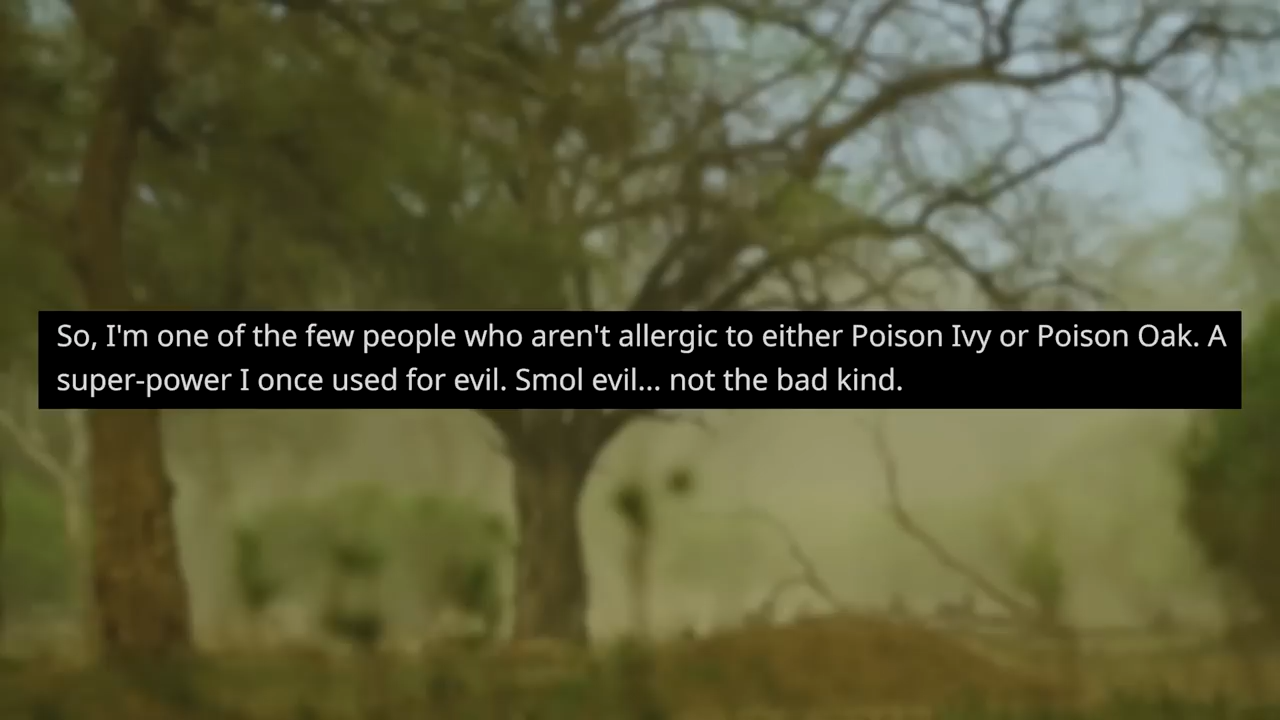 So, I'm one of the few people who aren't allergic to either Poison Ivy or Poison Oak. A
super-power I once used for evil. Smol evil... not the bad kind.